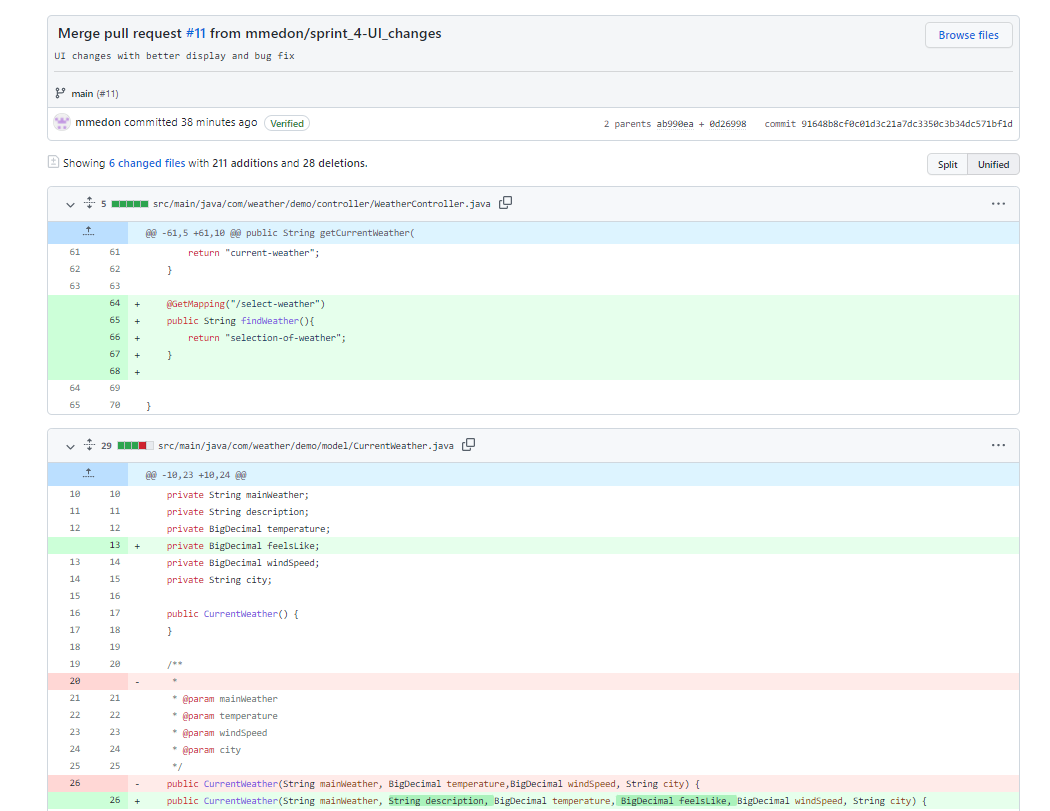 Merge pull request #11 from mmedon/sprint_4-UI_changes
Browse files
UI changes with better display and bug fix
main (#11)
mmedon committed 38 minutes ago Verified
2 parents ab990ea + 0d26998 commit 91648b8cf0c01d3c21a7dc3350c3b34dc571bf1d
Showing 6 changed files with 211 additions and 28 deletions.
Split Unified
5 src/main/java/com/weather/demo/controller/WeatherController.java
@@ -61,5 +61,10 @@ public String getCurrentWeather(
61 61 return "current-weather";
62 62 }
63 63
64 + @GetMapping("/select-weather")
65 + public String findWeather(){
66 + return "selection-of-weather";
67 + }
68 +
64 69
65 70 }
29 src/main/java/com/weather/demo/model/CurrentWeather.java
@@ -10,23 +10,24 @@
10 10 private String mainWeather;
11 11 private String description;
12 12 private BigDecimal temperature;
13 + private BigDecimal feelsLike;
13 14 private BigDecimal windSpeed;
14 15 private String city;
15 16
16 17 public CurrentWeather() {
17 18 }
18 19
19 20 /**
20 - *
21 21 * @param mainWeather
22 22 * @param temperature
23 23 * @param windSpeed
24 24 * @param city
25 25 */
26 - public CurrentWeather(String mainWeather, BigDecimal temperature,BigDecimal windSpeed, String city) {
26 + public CurrentWeather(String mainWeather, String description, BigDecimal temperature, BigDecimal feelsLike, BigDecimal windSpeed, String city) {